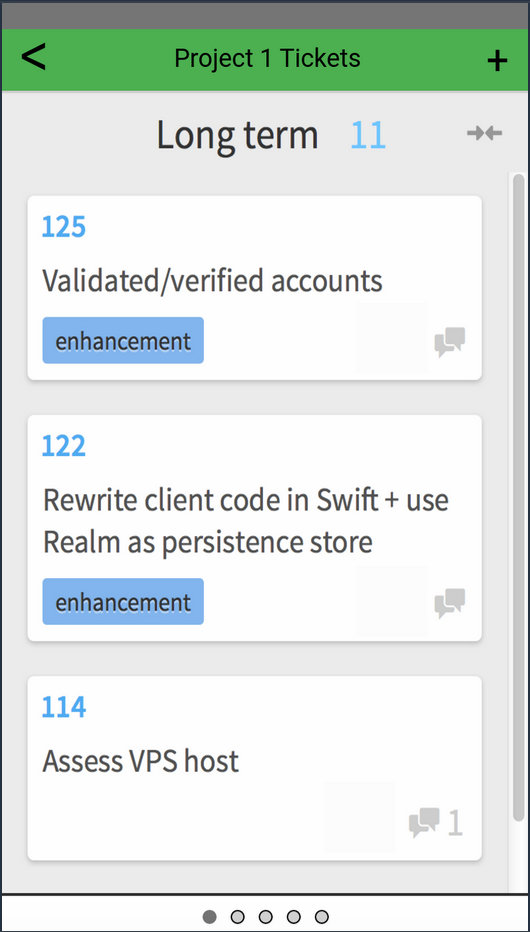 < Project 1 Tickets +
Long term 11
125
Validated/verified accounts
enhancement
122
Rewrite client code in Swift + use
Realm as persistence store
enhancement
114
Assess VPS host
1